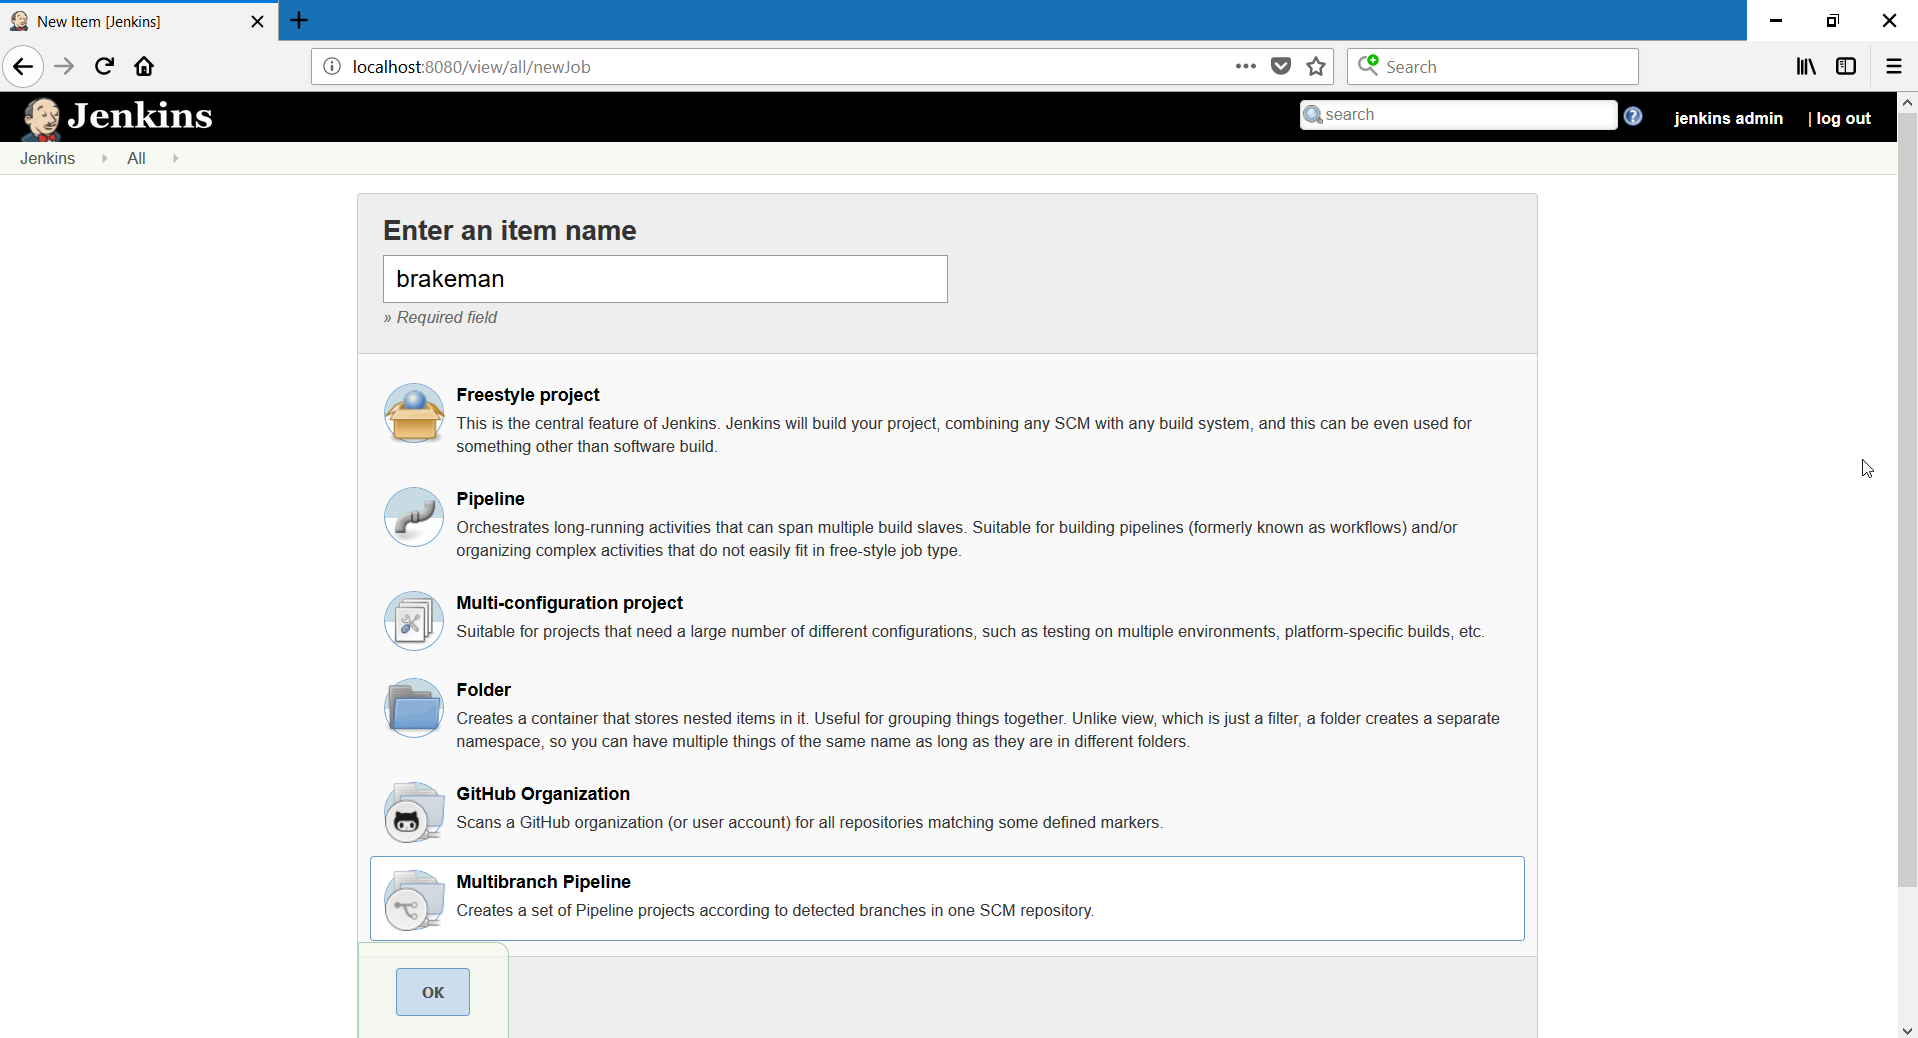 New Item [Jenkins]
localhost:8080/view/all/newJob
Search
Jenkins
search
jenkins admin
| log out
Jenkins
All
Enter an item name
brakeman
» Required field
Freestyle project
This is the central feature of Jenkins. Jenkins will build your project, combining any SCM with any build system, and this can be even used for
something other than software build.
Pipeline
Orchestrates long-running activities that can span multiple build slaves. Suitable for building pipelines (formerly known as workflows) and/or
organizing complex activities that do not easily fit in free-style job type.
Multi-configuration project
Suitable for projects that need a large number of different configurations, such as testing on multiple environments, platform-specific builds, etc.
Folder
Creates a container that stores nested items in it. Useful for grouping things together. Unlike view, which is just a filter, a folder creates a separate
namespace, so you can have multiple things of the same name as long as they are in different folders.
GitHub Organization
Scans a GitHub organization (or user account) for all repositories matching some defined markers.
Multibranch Pipeline
Creates a set of Pipeline projects according to detected branches in one SCM repository.
OK